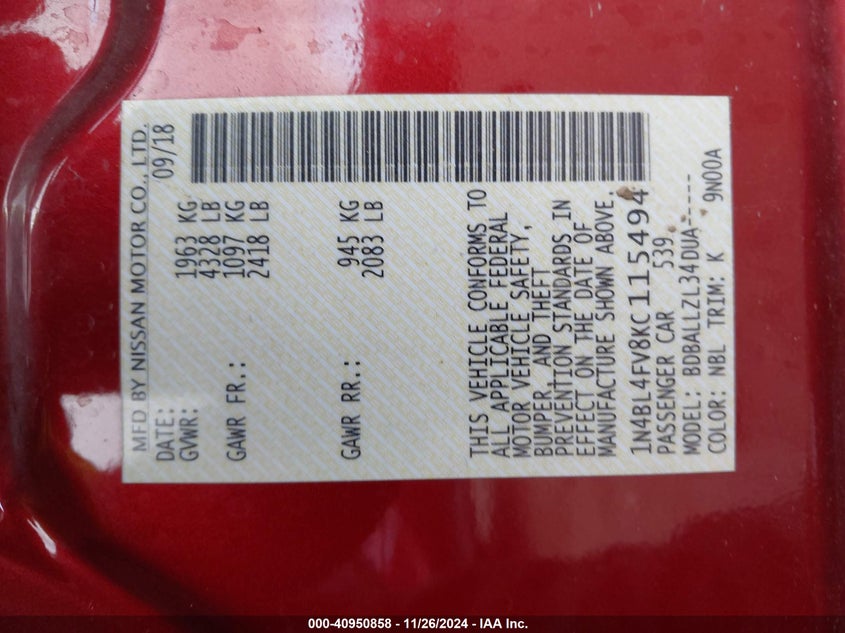 MFD BY NISSAN MOTOR CO., LTD.
DATE: 09/18
GVWR: 1963 KG
4328 LB
GAWR FR.: 1097 KG
2418 LB
GAWR RR.: 945 KG
2083 LB
THIS VEHICLE CONFORMS TO
ALL APPLICABLE FEDERAL
MOTOR VEHICLE SAFETY,
BUMPER, AND THEFT
PREVENTION STANDARDS IN
EFFECT ON THE DATE OF
MANUFACTURE SHOWN ABOVE.
1N4BL4FV8KC115494
PASSENGER CAR 539
MODEL: BDBALLZL34DUA-----
COLOR: NBL TRIM: K 9N00A
000-40950858 - 11/26/2024 - IAA Inc.